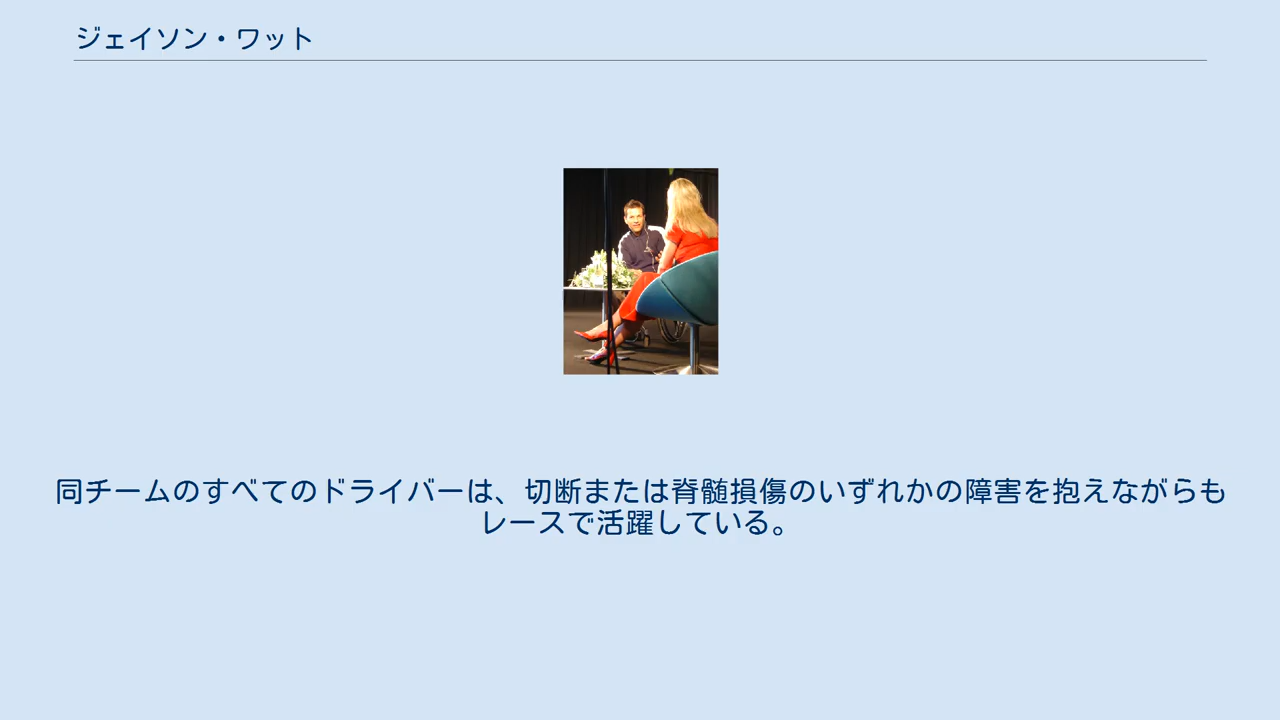 ジェイソン・ワット
同チームのすべてのドライバーは、切断または脊髄損傷のいずれかの障害を抱えながらも
レースで活躍している。